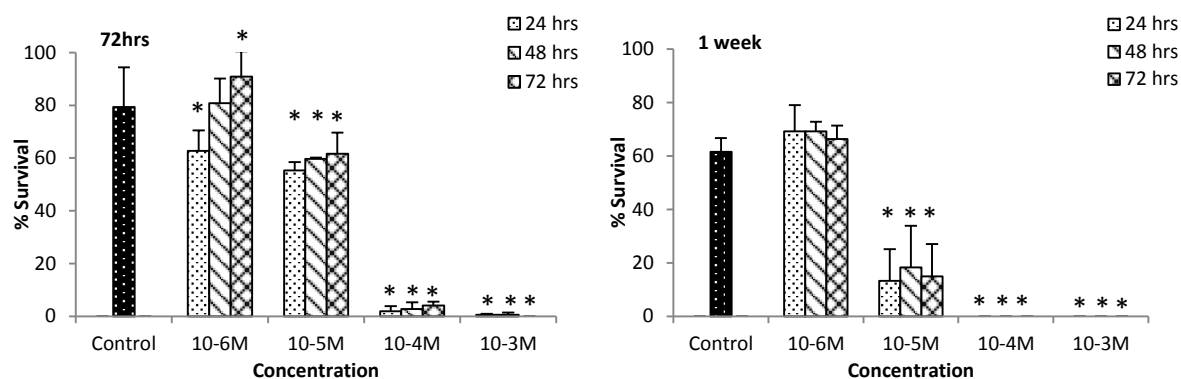 72hrs
24 hrs
48 hrs
72 hrs
% Survival
100
80
60
40
20
0
*
*
* * *
* * *
* * *
Control 10-6M 10-5M 10-4M 10-3M
Concentration
1 week
24 hrs
48 hrs
72 hrs
% Survival
100
80
60
40
20
0
* * *
* * *
* * *
Control 10-6M 10-5M 10-4M 10-3M
Concentration